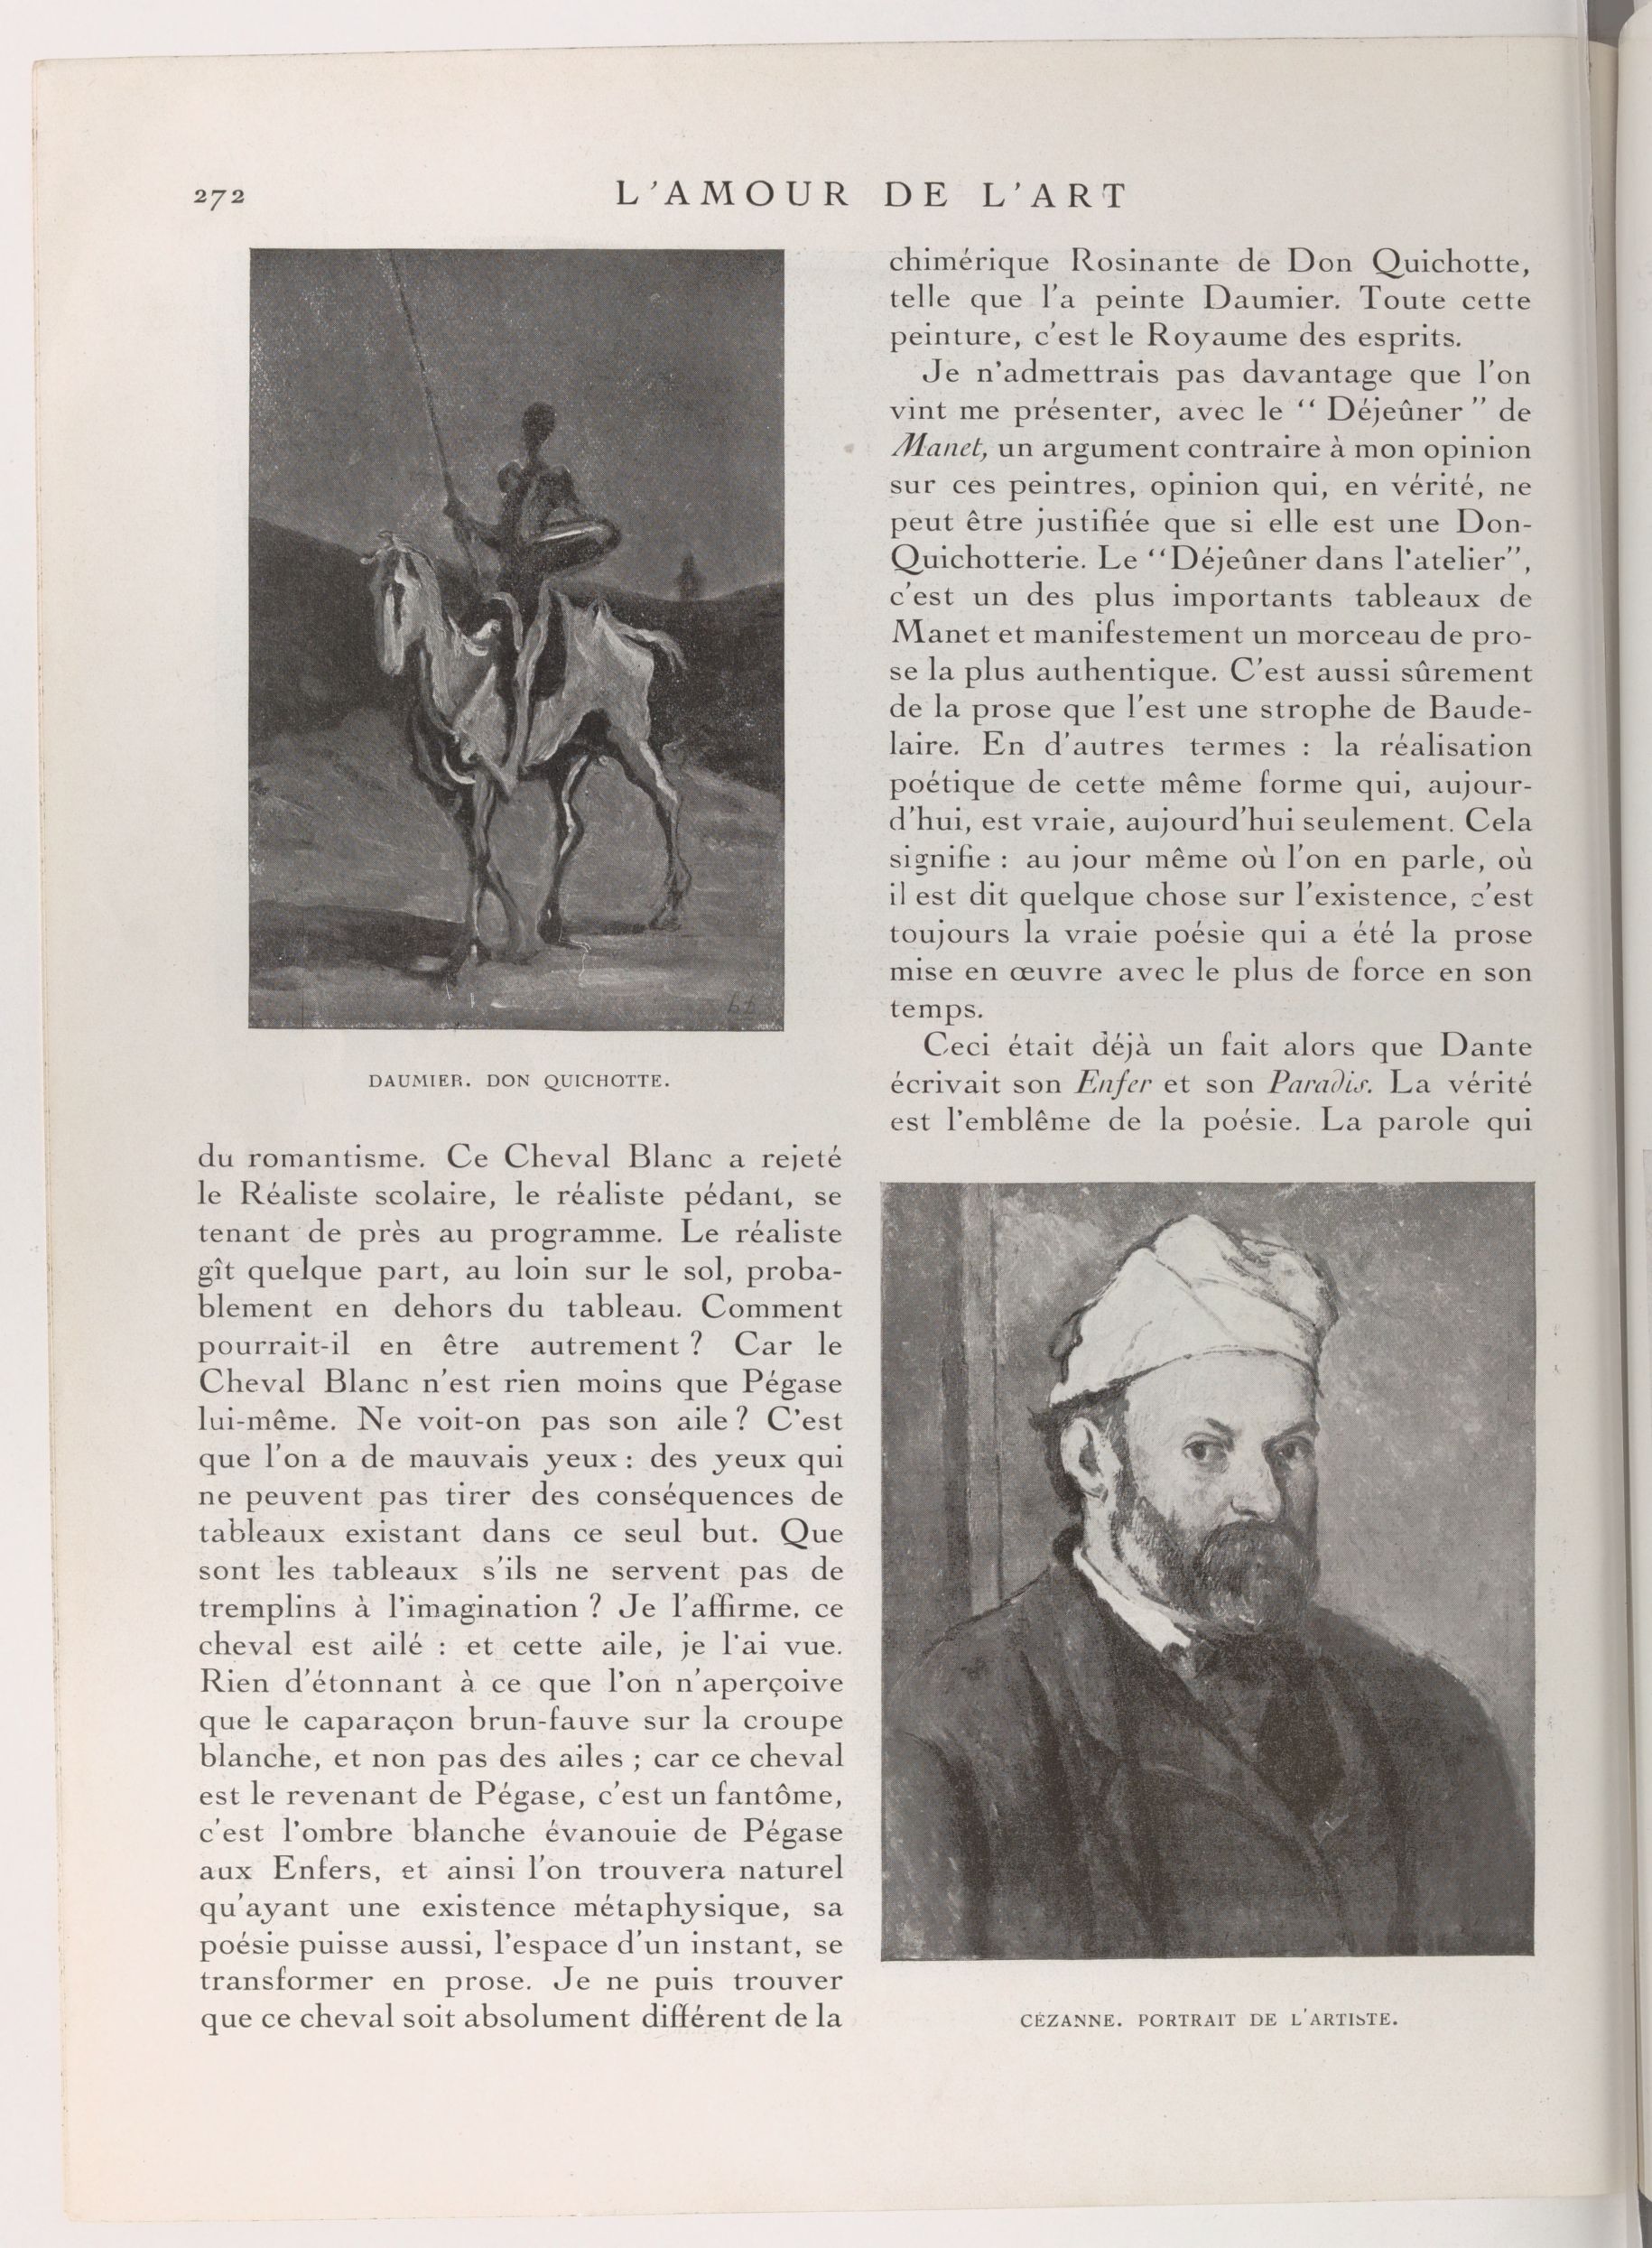 272
L'AMOUR DE L'ART
DAUMIER. DON QUICHOTTE.
du romantisme. Ce Cheval Blanc a rejeté
le Réaliste scolaire, le réaliste pédant, se
tenant de près au programme. Le réaliste
gît quelque part, au loin sur le sol, proba-
blement en dehors du tableau. Comment
pourrait-il en être autrement ? Car le
Cheval Blanc n'est rien moins que Pégase
lui-même. Ne voit-on pas son aile ? C'est
que l'on a de mauvais yeux : des yeux qui
ne peuvent pas tirer des conséquences de
tableaux existant dans ce seul but. Que
sont les tableaux s'ils ne servent pas de
tremplins à l'imagination ? Je l'affirme, ce
cheval est ailé : et cette aile, je l'ai vue.
Rien d'étonnant à ce que l'on n'aperçoive
que le caparaçon brun-fauve sur la croupe
blanche, et non pas des ailes ; car ce cheval
est le revenant de Pégase, c'est un fantôme,
c'est l'ombre blanche évanouie de Pégase
aux Enfers, et ainsi l'on trouvera naturel
qu'ayant une existence métaphysique, sa
poésie puisse aussi, l'espace d'un instant, se
transformer en prose. Je ne puis trouver
que ce cheval soit absolument différent de la
chimérique Rosinante de Don Quichotte,
telle que l'a peinte Daumier. Toute cette
peinture, c'est le Royaume des esprits.
Je n'admettrais pas davantage que l'on
vint me présenter, avec le “ Déjeûner ” de
Manet, un argument contraire à mon opinion
sur ces peintres, opinion qui, en vérité, ne
peut être justifiée que si elle est une Don-
Quichotterie. Le “Déjeûner dans l'atelier”,
c'est un des plus importants tableaux de
Manet et manifestement un morceau de pro-
se la plus authentique. C'est aussi sûrement
de la prose que l'est une strophe de Baude-
laire. En d'autres termes : la réalisation
poétique de cette même forme qui, aujour-
d'hui, est vraie, aujourd'hui seulement. Cela
signifie : au jour même où l'on en parle, où
il est dit quelque chose sur l'existence, c'est
toujours la vraie poésie qui a été la prose
mise en œuvre avec le plus de force en son
temps.
Ceci était déjà un fait alors que Dante
écrivait son Enfer et son Paradis. La vérité
est l'emblême de la poésie. La parole qui
CÉZANNE. PORTRAIT DE L'ARTISTE.